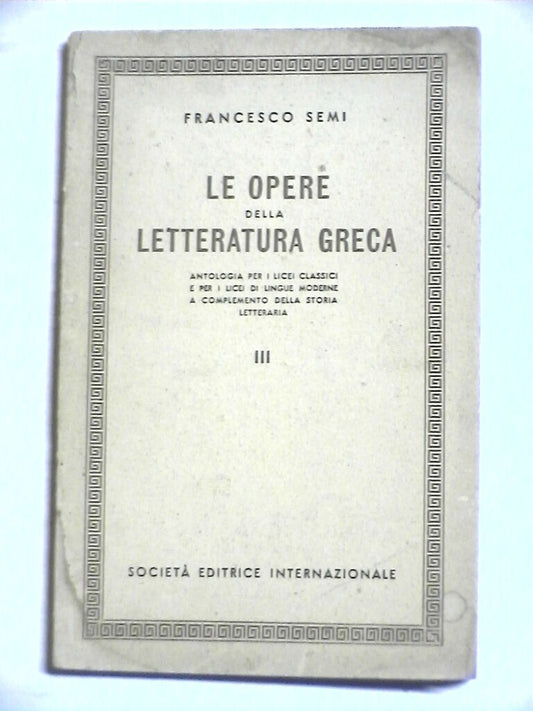 FRANCESCO SEMI
LE OPERE
DELLA
LETTERATURA GRECA
ANTOLOGIA PER I LICEI CLASSICI
E PER I LICEI DI LINGUE MODERNE
A COMPLEMENTO DELLA STORIA
LETTERARIA
III
SOCIETÀ EDITRICE INTERNAZIONALE